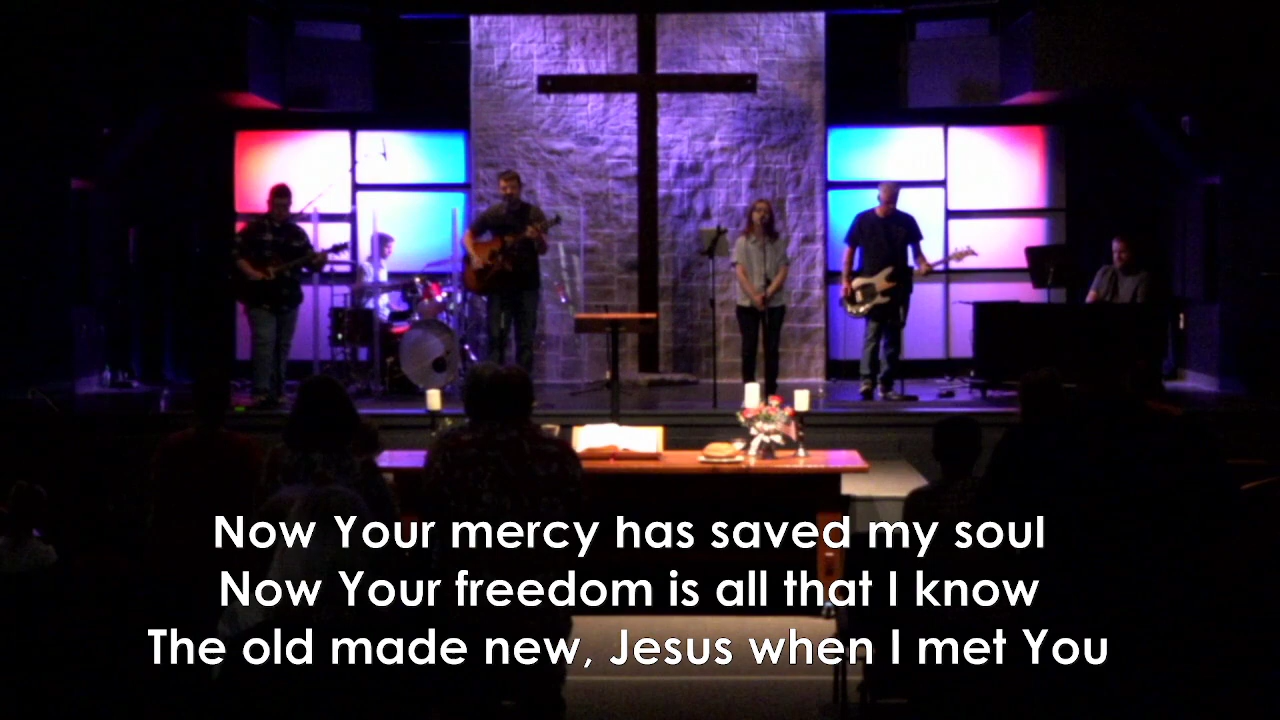 Now Your mercy has saved my soul
Now Your freedom is all that I know
The old made new, Jesus when I met You